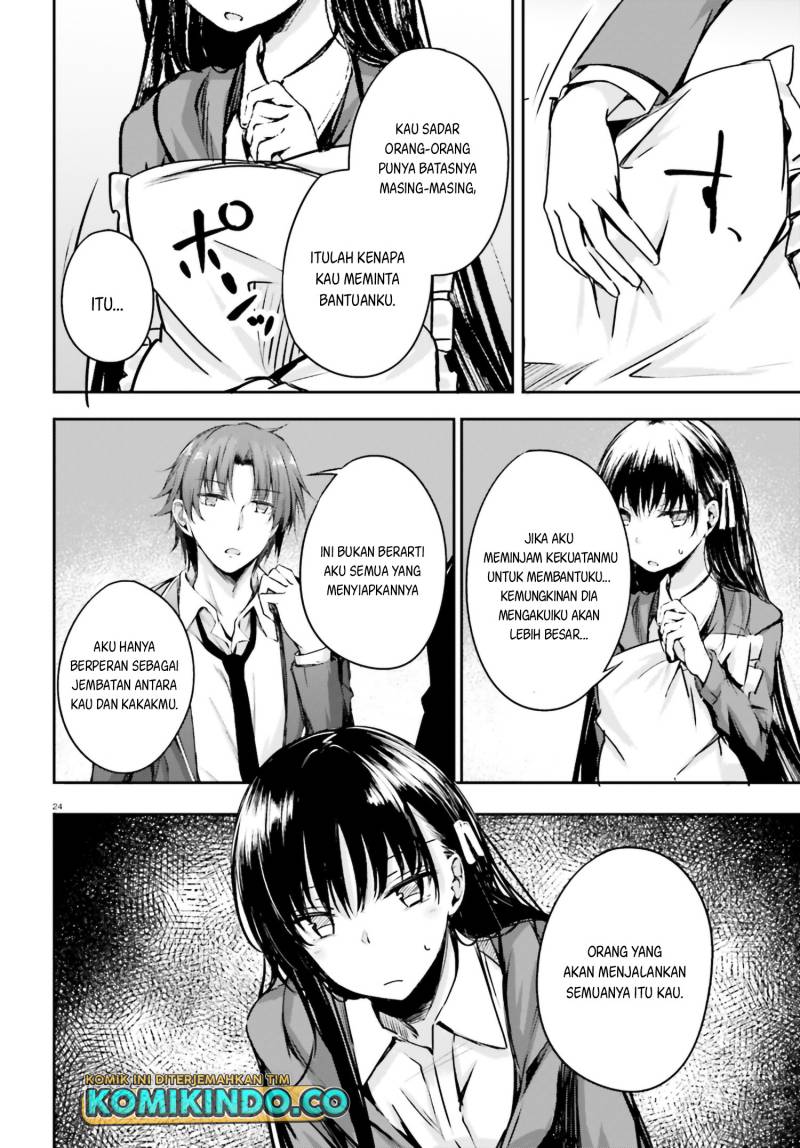 す、
KAU SADAR
ORANG-ORANG
PUNYA BATASNYA
MASING-MASING,
ITULAH KENAPA
KAU MEMINTA
BANTUANKU.
ポンッ
ITU...
JIKA AKU
MEMINJAM KEKUATANMU
UNTUK MEMBANTUKU...
KEMUNGKINAN DIA
MENGAKUIKU AKAN
LEBIH BESAR...
INI BUKAN BERARTI
AKU SEMUA YANG
MENYIAPKANNYA
AKU HANYA
BERPERAN SEBAGAI
JEMBATAN ANTARA
KAU DAN KAKAKMU.
24
ORANG YANG
AKAN MENJALANKAN
SEMUANYA ITU KAU.
KOMIK INI DITERJEMAHKAN TIM
KOMIKINDO.CO